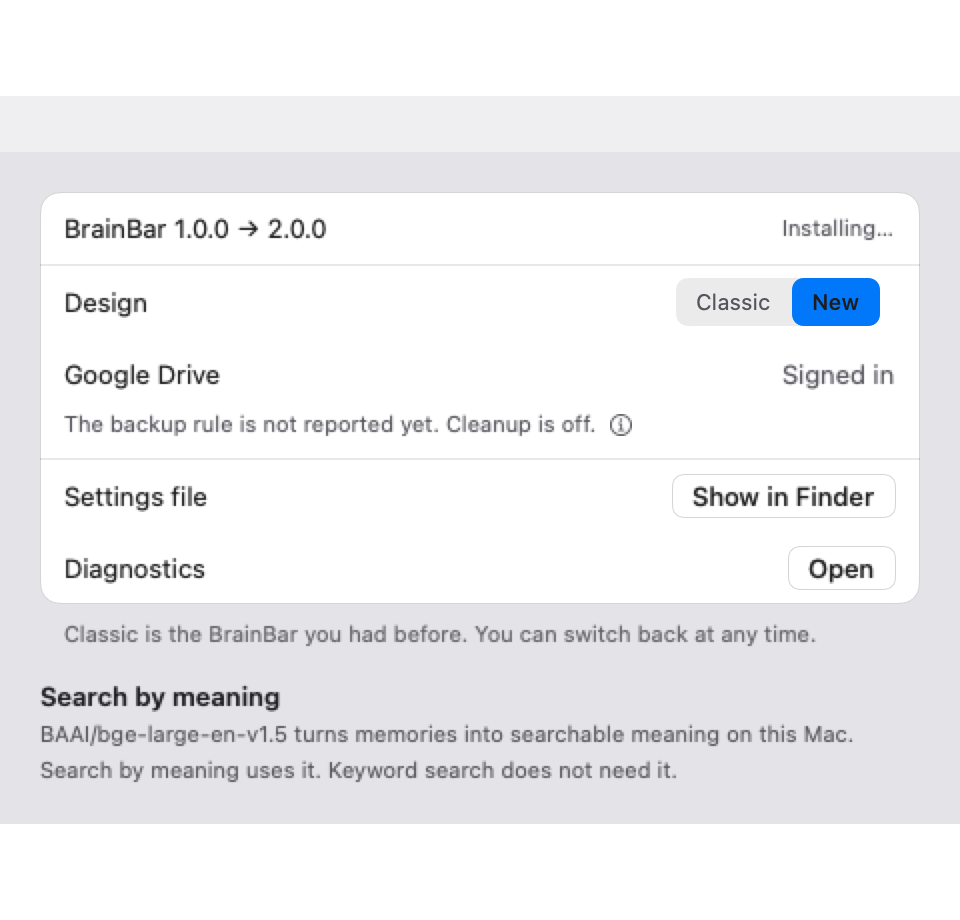 BrainBar 1.0.0 → 2.0.0 Installing...
Design Classic New
Google Drive Signed in
The backup rule is not reported yet. Cleanup is off. ⓘ
Settings file Show in Finder
Diagnostics Open
Classic is the BrainBar you had before. You can switch back at any time.
Search by meaning
BAAI/bge-large-en-v1.5 turns memories into searchable meaning on this Mac.
Search by meaning uses it. Keyword search does not need it.